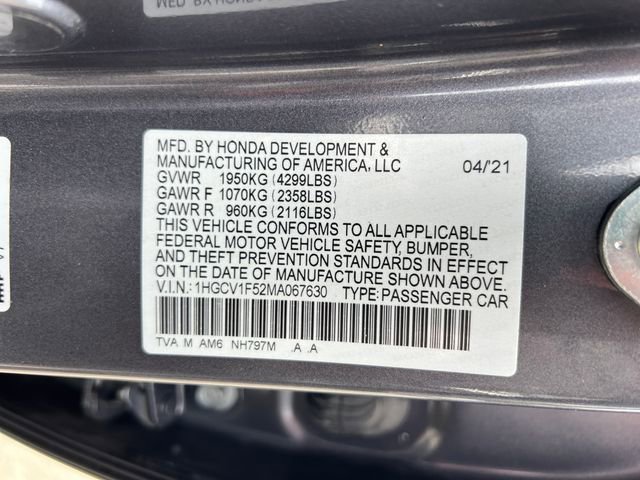 MFD. BY HONDA DEVELOPMENT &
MANUFACTURING OF AMERICA, LLC 04/'21
GVWR 1950KG (4299LBS)
GAWR F 1070KG (2358LBS)
GAWR R 960KG (2116LBS)
THIS VEHICLE CONFORMS TO ALL APPLICABLE
FEDERAL MOTOR VEHICLE SAFETY, BUMPER,
AND THEFT PREVENTION STANDARDS IN EFFECT
ON THE DATE OF MANUFACTURE SHOWN ABOVE.
V.I.N.: 1HGCV1F52MA067630 TYPE: PASSENGER CAR
TVA. M AM6 NH797M .A .A